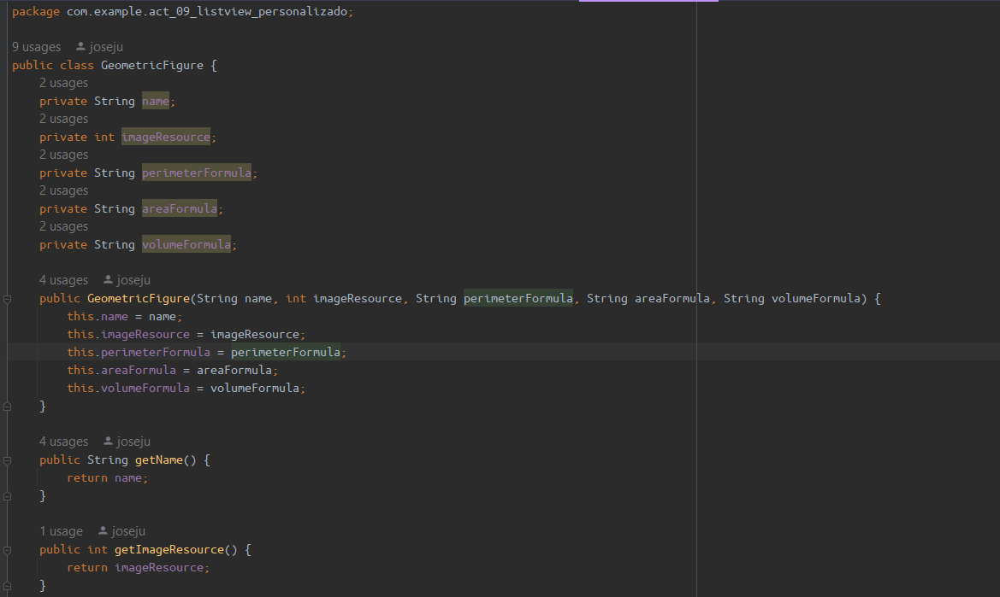 package com.example.act_09_listview_personalizado;
9 usages joseju
public class GeometricFigure {
2 usages
private String name;
2 usages
private int imageResource;
2 usages
private String perimeterFormula;
2 usages
private String areaFormula;
2 usages
private String volumeFormula;
4 usages joseju
public GeometricFigure(String name, int imageResource, String perimeterFormula, String areaFormula, String volumeFormula) {
this.name = name;
this.imageResource = imageResource;
this.perimeterFormula = perimeterFormula;
this.areaFormula = areaFormula;
this.volumeFormula = volumeFormula;
}
4 usages joseju
public String getName() {
return name;
}
1 usage joseju
public int getImageResource() {
return imageResource;
}